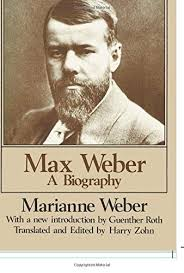 Max Weber
A Biography
Marianne Weber
With a new introduction by Guenther Roth
Translated and Edited by Harry Zohn